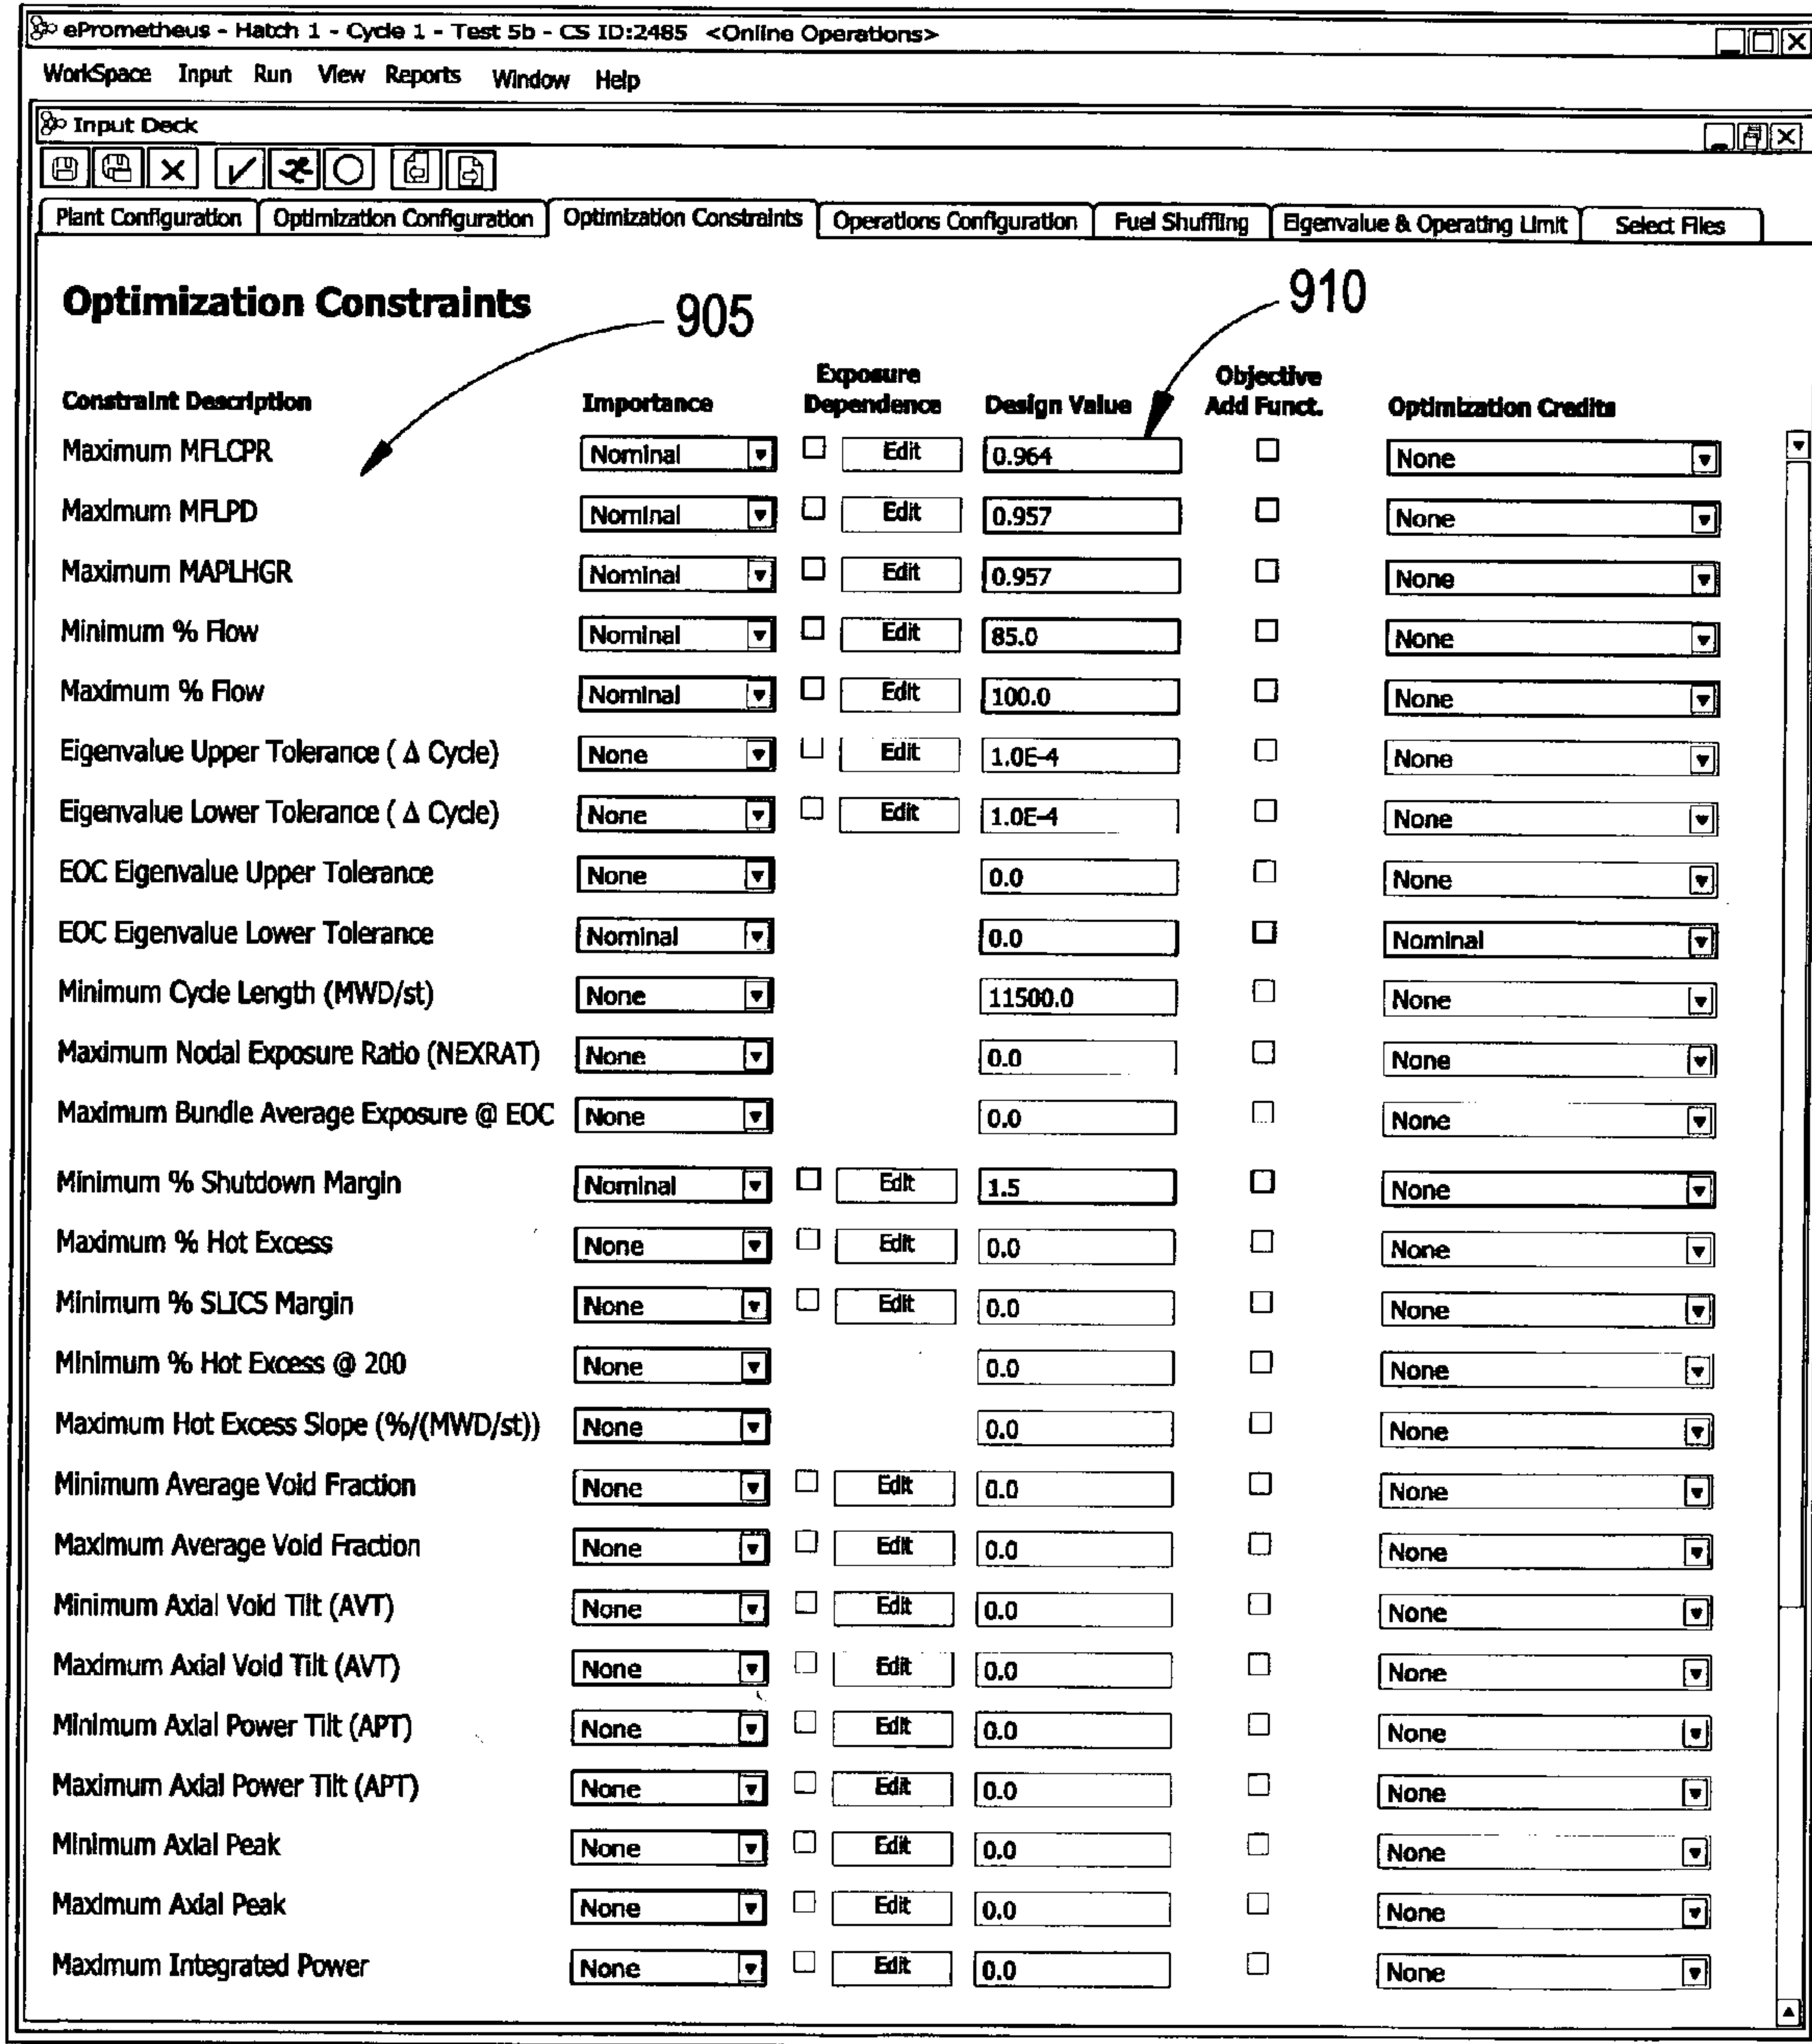 ePrometheus - Hatch 1 - Cycle 1 - Test 5b - CS ID:2485 <Online Operations>
WorkSpace Input Run View Reports Window Help
Input Deck
Plant Configuration Optimization Configuration Optimization Constraints Operations Configuration Fuel Shuffling Eigenvalue & Operating Limit Select Files
Optimization Constraints 905 910
Constraint Description Importance Exposure Dependence Design Value Objective Add Funct. Optimization Credits
Maximum MFLCPR Nominal Edit 0.964 None
Maximum MFLPD Nominal Edit 0.957 None
Maximum MAPLHGR Nominal Edit 0.957 None
Minimum % Flow Nominal Edit 85.0 None
Maximum % Flow Nominal Edit 100.0 None
Eigenvalue Upper Tolerance ( Δ Cycle) None Edit 1.0E-4 None
Eigenvalue Lower Tolerance ( Δ Cycle) None Edit 1.0E-4 None
EOC Eigenvalue Upper Tolerance None 0.0 None
EOC Eigenvalue Lower Tolerance Nominal 0.0 Nominal
Minimum Cycle Length (MWD/st) None 11500.0 None
Maximum Nodal Exposure Ratio (NEXRAT) None 0.0 None
Maximum Bundle Average Exposure @ EOC None 0.0 None
Minimum % Shutdown Margin Nominal Edit 1.5 None
Maximum % Hot Excess None Edit 0.0 None
Minimum % SLICS Margin None Edit 0.0 None
Minimum % Hot Excess @ 200 None 0.0 None
Maximum Hot Excess Slope (%/(MWD/st)) None 0.0 None
Minimum Average Void Fraction None Edit 0.0 None
Maximum Average Void Fraction None Edit 0.0 None
Minimum Axial Void Tilt (AVT) None Edit 0.0 None
Maximum Axial Void Tilt (AVT) None Edit 0.0 None
Minimum Axial Power Tilt (APT) None Edit 0.0 None
Maximum Axial Power Tilt (APT) None Edit 0.0 None
Minimum Axial Peak None Edit 0.0 None
Maximum Axial Peak None Edit 0.0 None
Maximum Integrated Power None Edit 0.0 None